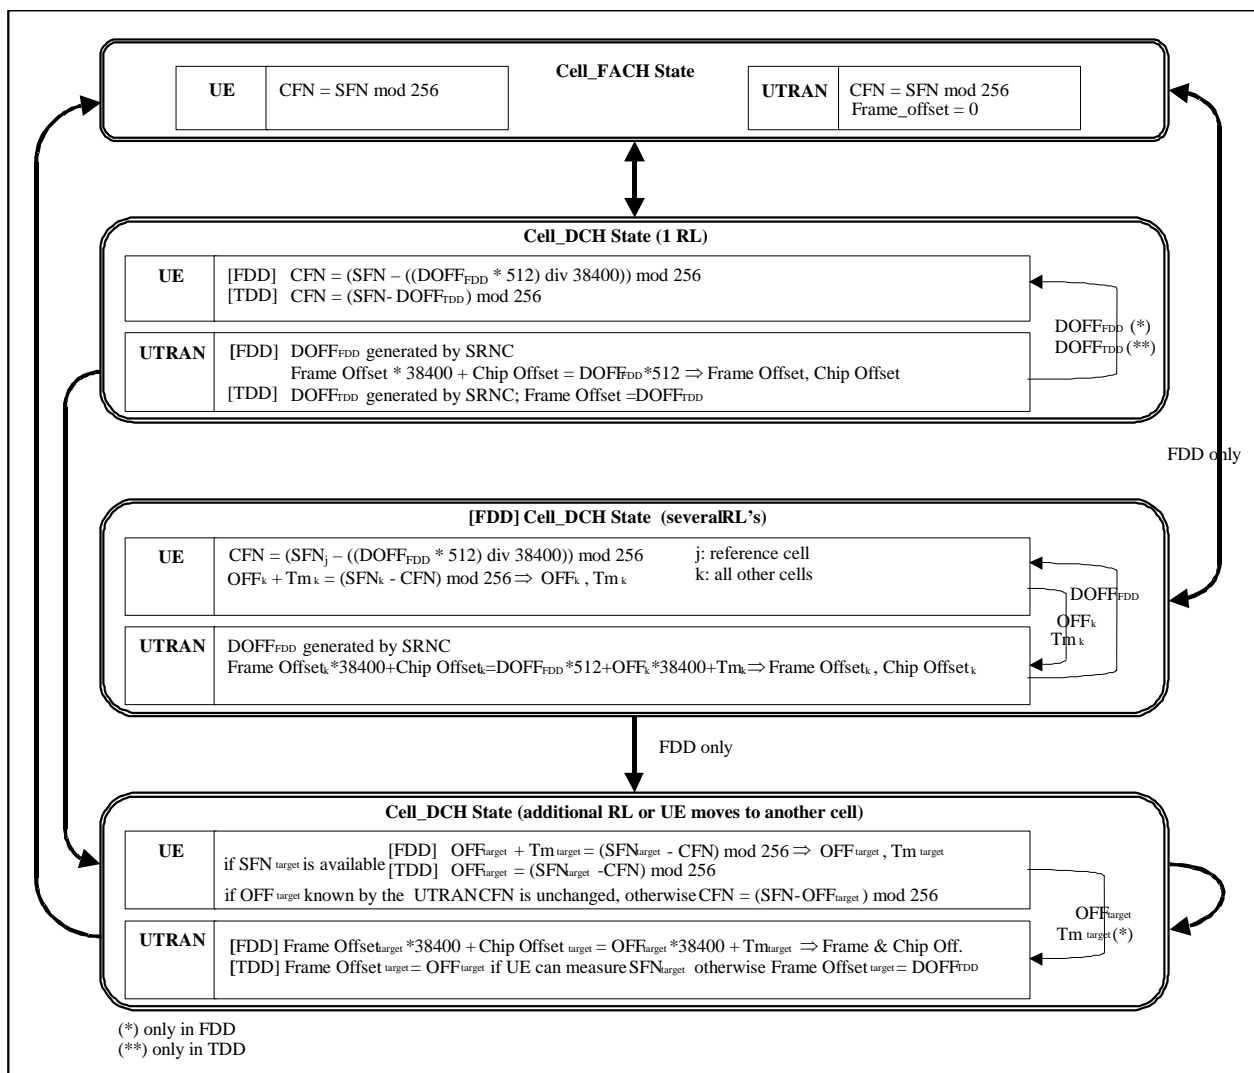 Cell_FACH State
UE
CFN = SFN mod 256
UTRAN
CFN = SFN mod 256
Frame_offset = 0
Cell_DCH State (1 RL)
UE
[FDD] CFN = (SFN – ((DOFFFDD * 512) div 38400)) mod 256
[TDD] CFN = (SFN- DOFFTDD) mod 256
UTRAN
[FDD] DOFFFDD generated by SRNC
Frame Offset * 38400 + Chip Offset = DOFFFDD*512 ⇒ Frame Offset, Chip Offset
[TDD] DOFFTDD generated by SRNC; Frame Offset =DOFFTDD
DOFFFDD (*)
DOFFTDD (**)
FDD only
[FDD] Cell_DCH State (severalRL's)
UE
CFN = (SFNj – ((DOFFFDD * 512) div 38400)) mod 256
j: reference cell
OFFk + Tmk = (SFNk - CFN) mod 256 ⇒ OFFk , Tmk
k: all other cells
UTRAN
DOFFFDD generated by SRNC
Frame Offsetk*38400+Chip Offsetk=DOFFFDD*512+OFFk*38400+Tmk⇒ Frame Offsetk, Chip Offsetk
DOFFFDD
OFFk
Tmk
FDD only
Cell_DCH State (additional RL or UE moves to another cell)
UE
if SFN target is available
[FDD] OFFtarget + Tm target = (SFNtarget - CFN) mod 256 ⇒ OFF target , Tm target
[TDD] OFFtarget = (SFNtarget -CFN) mod 256
if OFF target known by the UTRAN CFN is unchanged, otherwise CFN = (SFN-OFFtarget) mod 256
UTRAN
[FDD] Frame Offsettarget *38400 + Chip Offset target = OFFtarget *38400 + Tmtarget ⇒ Frame & Chip Off.
[TDD] Frame Offset target = OFFtarget if UE can measure SFNtarget otherwise Frame Offset target = DOFFTDD
OFFtarget
Tm target (*)
(*) only in FDD
(**) only in TDD